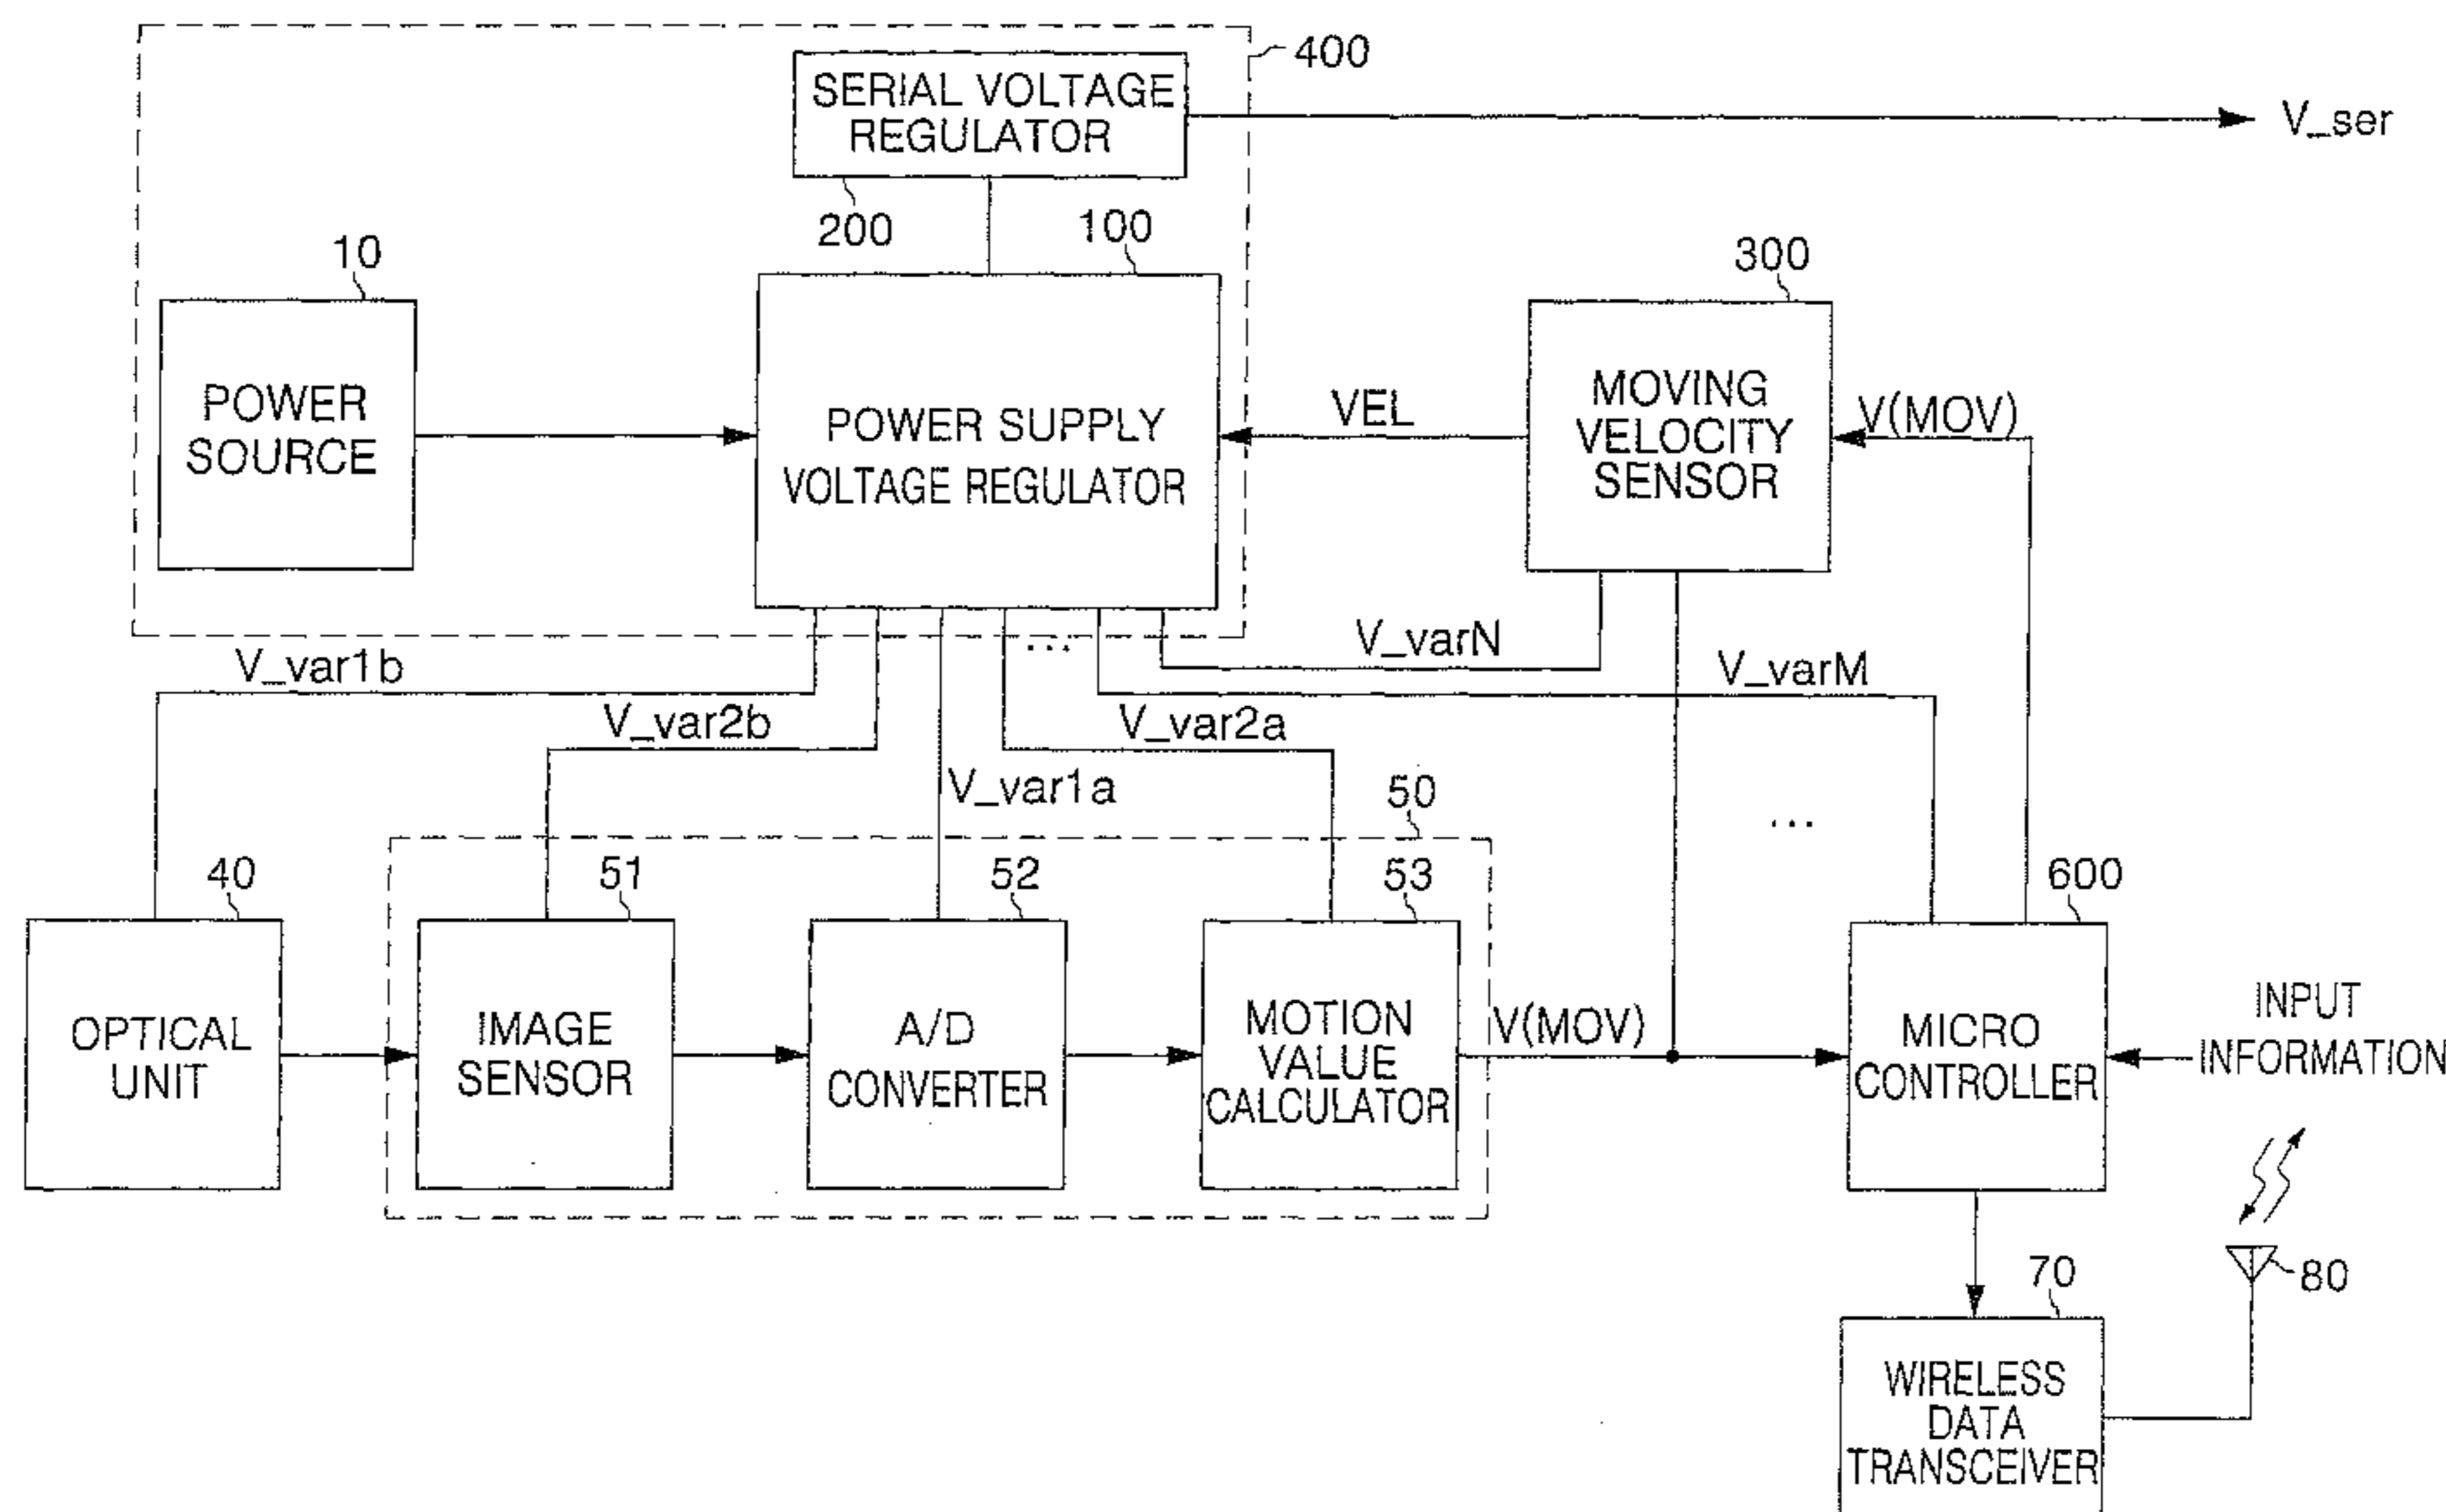 400
SERIAL VOLTAGE
REGULATOR
V_ser
200
100
10
300
POWER
SOURCE
POWER SUPPLY
VOLTAGE REGULATOR
VEL
MOVING
VELOCITY
SENSOR
V(MOV)
...
V_varN
V_var1b
V_varM
V_var2b
V_var2a
V_var1a
50
...
40
51
52
53
600
OPTICAL
UNIT
IMAGE
SENSOR
A/D
CONVERTER
MOTION
VALUE
CALCULATOR
V(MOV)
MICRO
CONTROLLER
INPUT
INFORMATION
70
80
WIRELESS
DATA
TRANSCEIVER